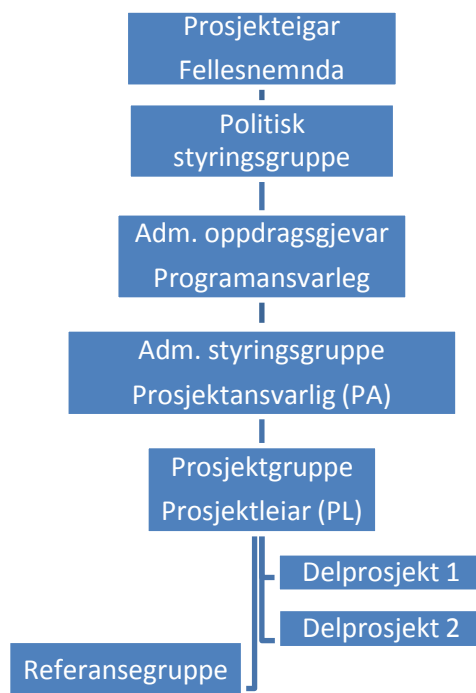 Prosjekteigar
Fellesnemnda
Politisk
styringsgruppe
Adm. oppdragsgjevar
Programansvarleg
Adm. styringsgruppe
Prosjektansvarlig (PA)
Prosjektgruppe
Prosjektleiar (PL)
Delprosjekt 1
Delprosjekt 2
Referansegruppe